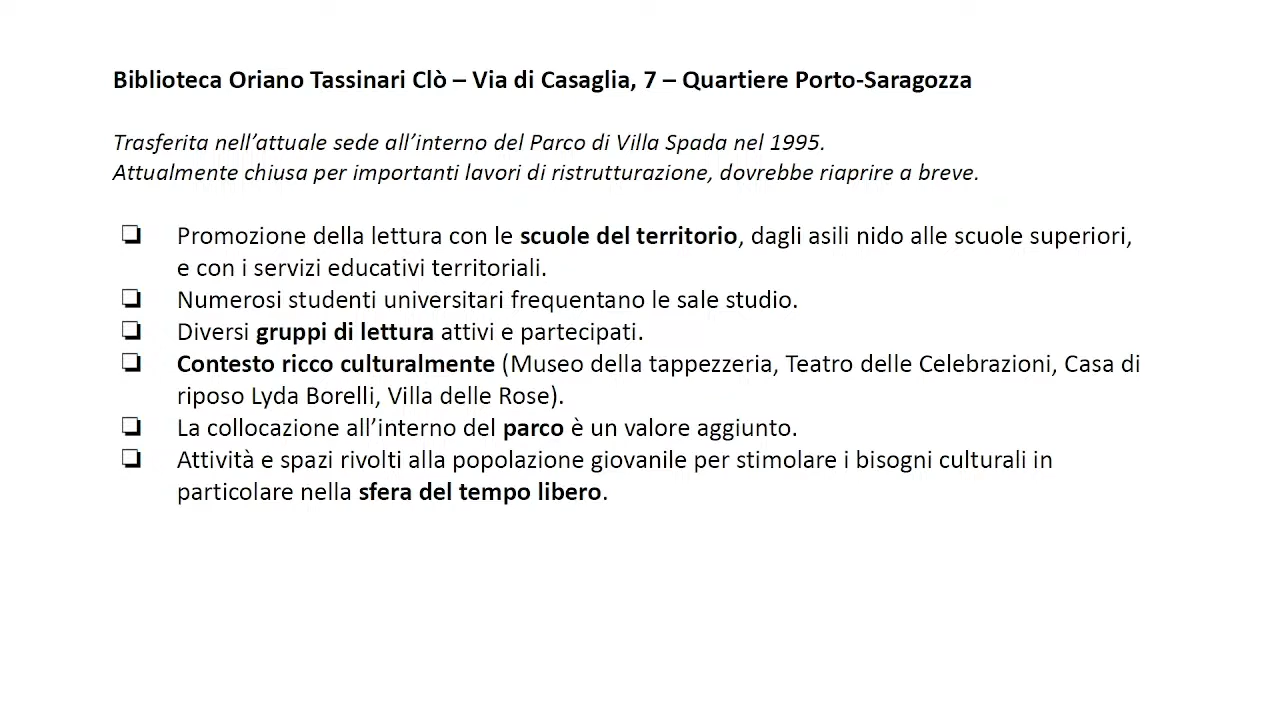 Biblioteca Oriano Tassinari Clò – Via di Casaglia, 7 – Quartiere Porto-Saragozza
Trasferita nell’attuale sede all’interno del Parco di Villa Spada nel 1995.
Attualmente chiusa per importanti lavori di ristrutturazione, dovrebbe riaprire a breve.
❏ Promozione della lettura con le scuole del territorio, dagli asili nido alle scuole superiori,
e con i servizi educativi territoriali.
❏ Numerosi studenti universitari frequentano le sale studio.
❏ Diversi gruppi di lettura attivi e partecipati.
❏ Contesto ricco culturalmente (Museo della tappezzeria, Teatro delle Celebrazioni, Casa di
riposo Lyda Borelli, Villa delle Rose).
❏ La collocazione all’interno del parco è un valore aggiunto.
❏ Attività e spazi rivolti alla popolazione giovanile per stimolare i bisogni culturali in
particolare nella sfera del tempo libero.